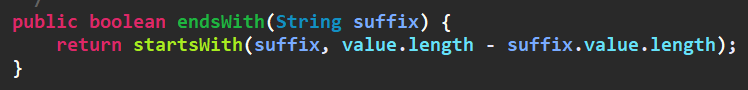 public boolean endsWith(String suffix) {
    return startsWith(suffix, value.length - suffix.value.length);
}